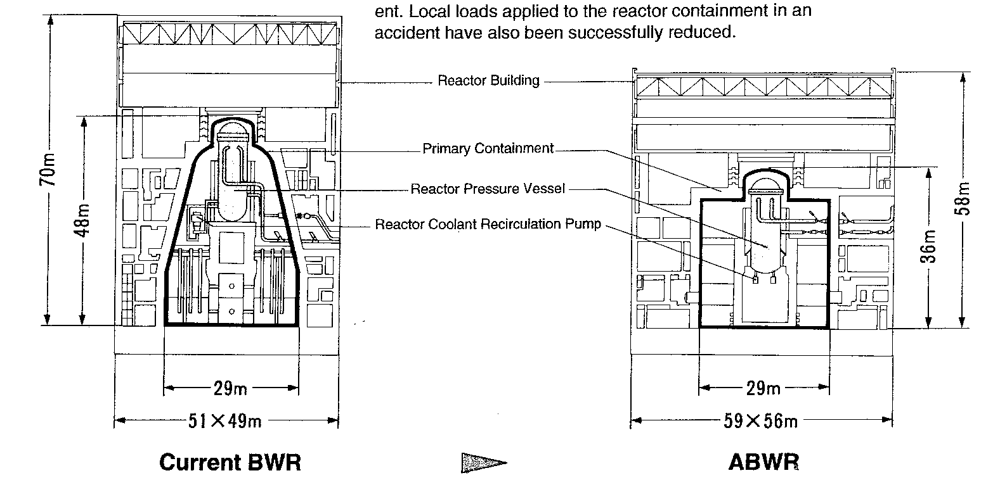 ent. Local loads applied to the reactor containment in an
accident have also been successfully reduced.
Reactor Building
Primary Containment
Reactor Pressure Vessel
Reactor Coolant Recirculation Pump
70m
48m
29m
51×49m
36m
58m
29m
59×56m
Current BWR
ABWR